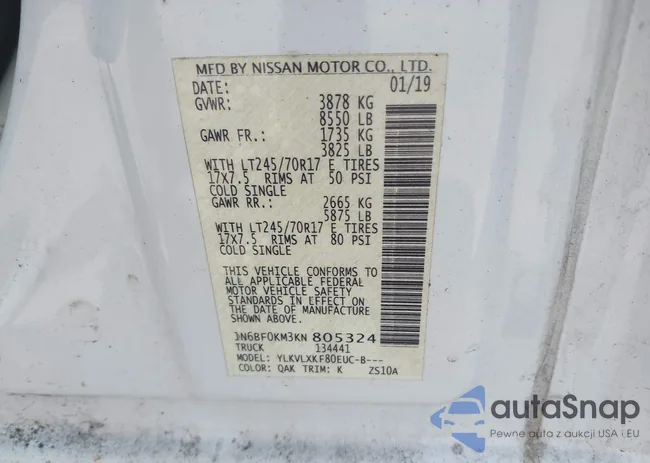 MFD BY NISSAN MOTOR CO., LTD.
DATE: 01/19
GVWR: 3878 KG
8550 LB
GAWR FR.: 1735 KG
3825 LB
WITH LT245/70R17 E TIRES
17X7.5 RIMS AT 50 PSI
COLD SINGLE
GAWR RR.: 2665 KG
5875 LB
WITH LT245/70R17 E TIRES
17X7.5 RIMS AT 80 PSI
COLD SINGLE
THIS VEHICLE CONFORMS TO
ALL APPLICABLE FEDERAL
MOTOR VEHICLE SAFETY
STANDARDS IN EFFECT ON
THE DATE OF MANUFACTURE
SHOWN ABOVE.
1N6BF0KM3KN 805324
TRUCK 134441
MODEL: YLKVLXKF80EUC-B---
COLOR: QAK TRIM: K ZS10A
autaSnap
Pewne auta z aukcji USA i EU